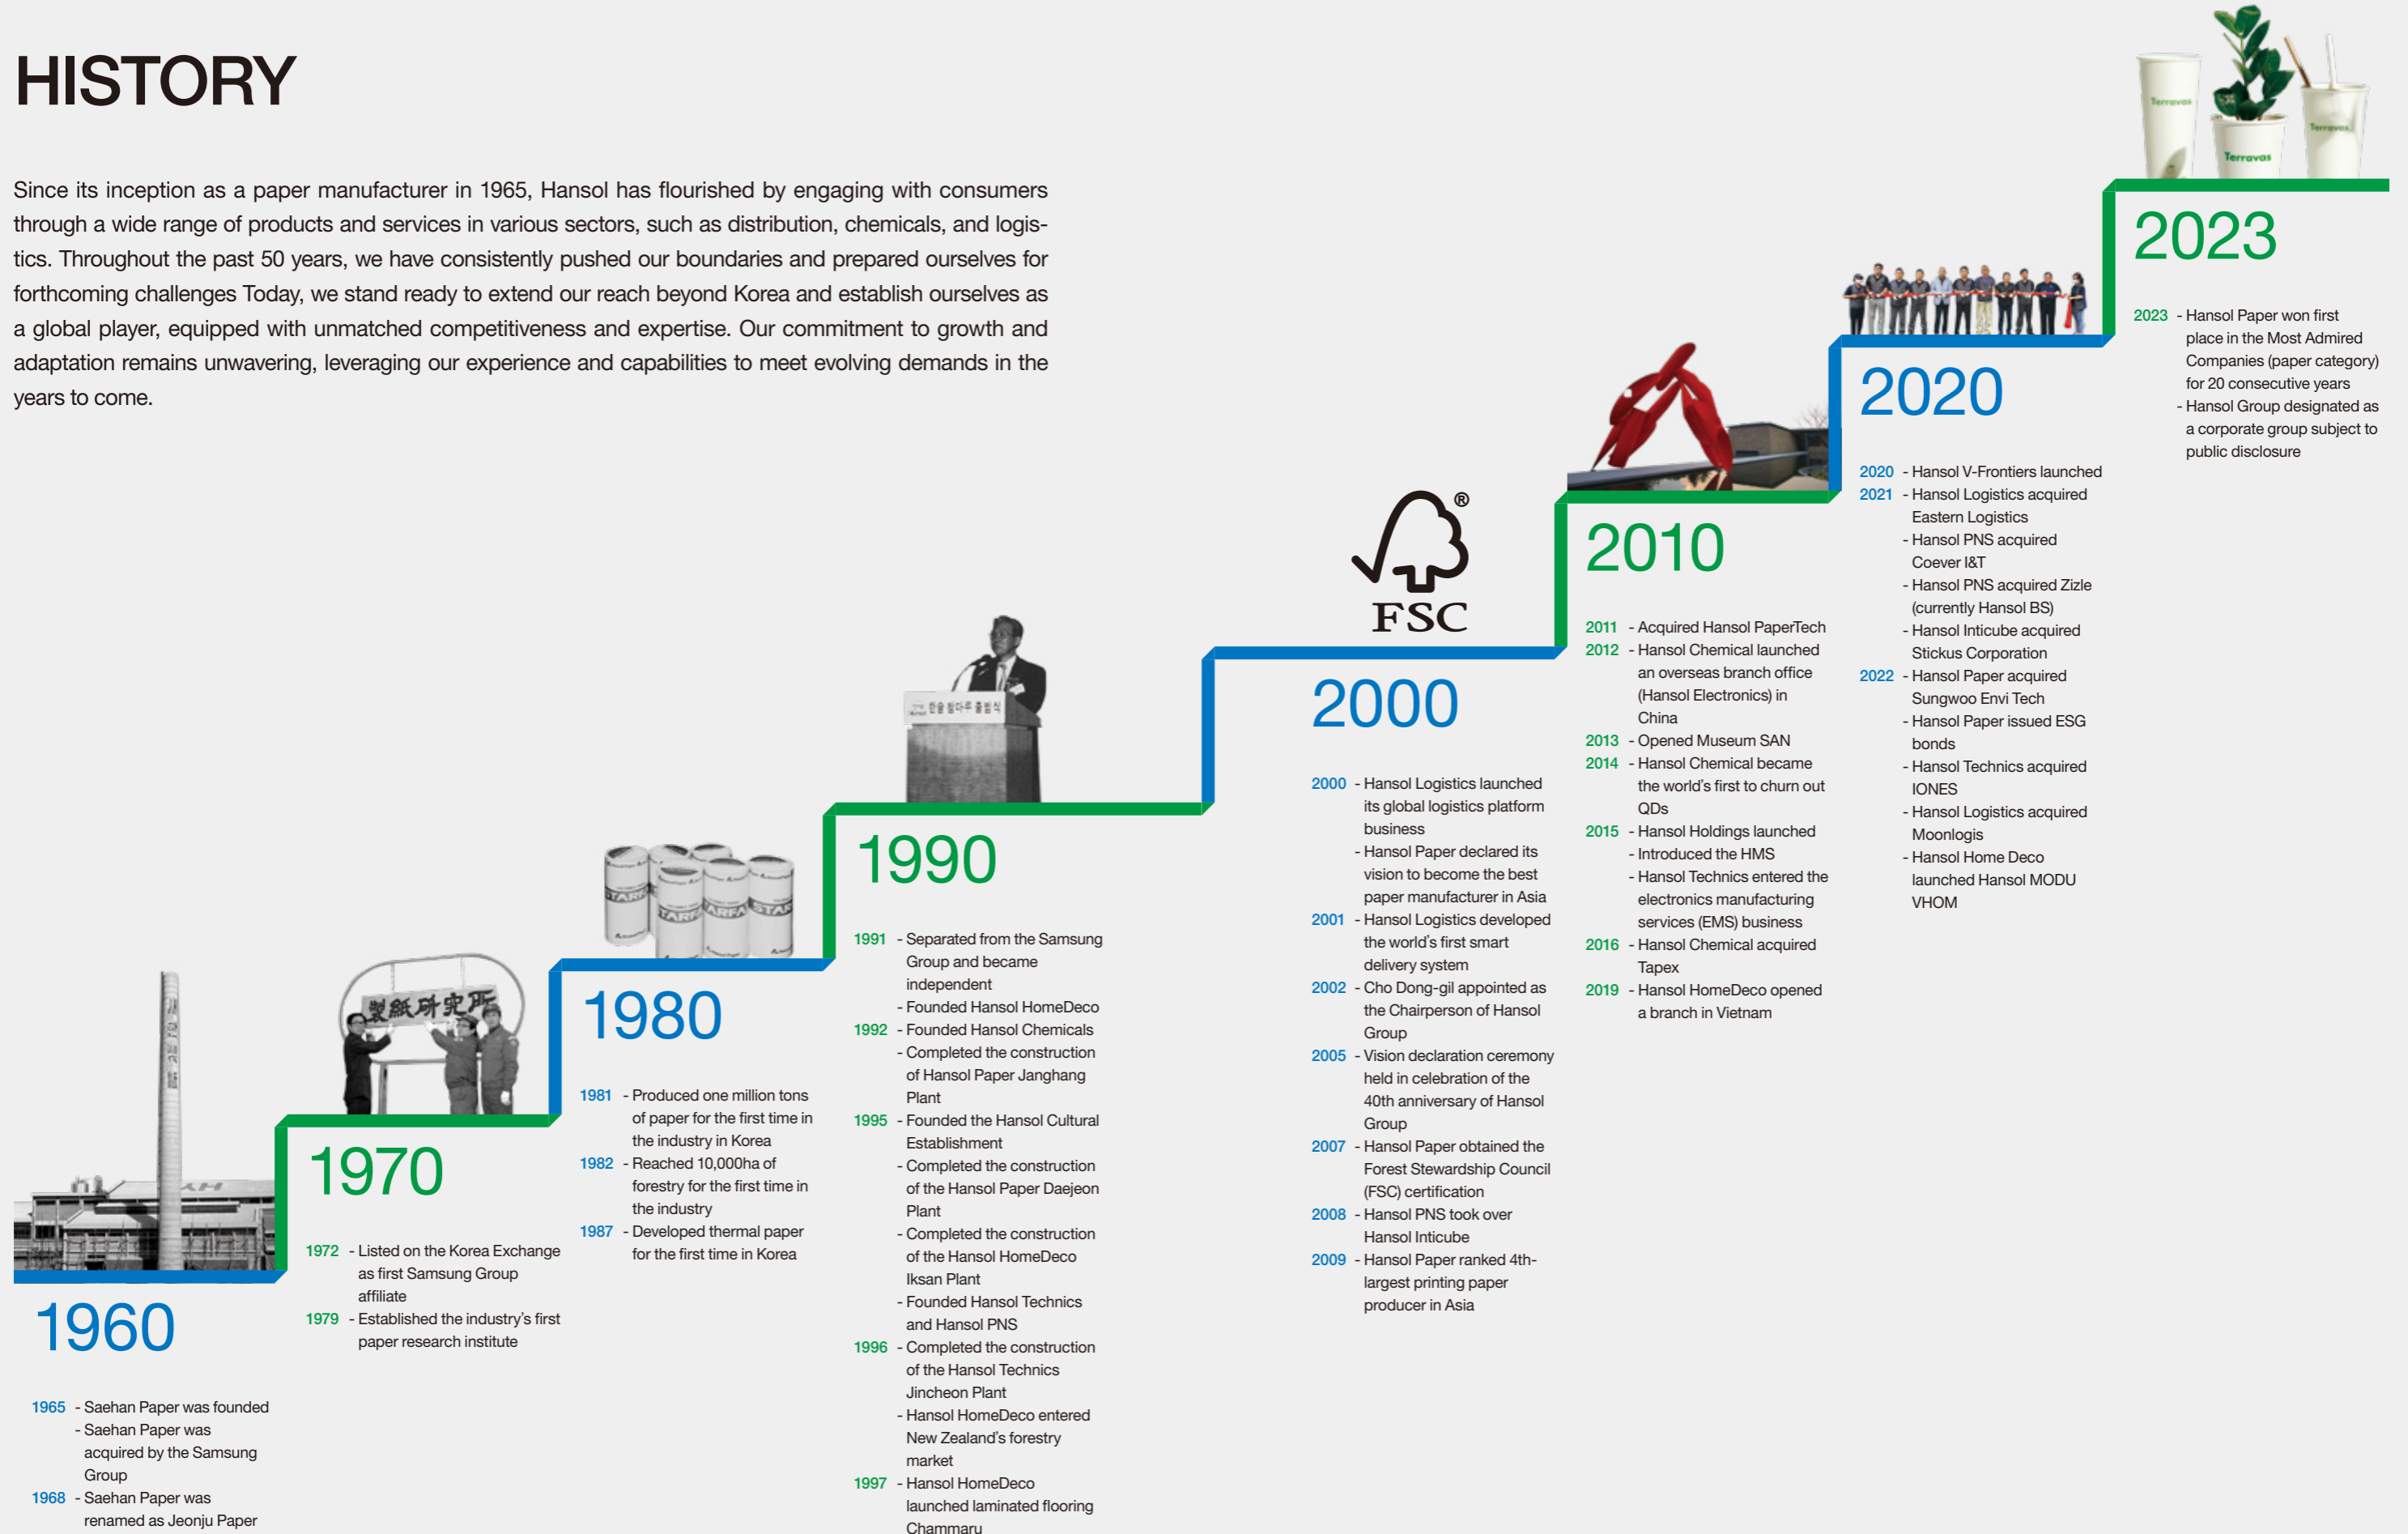 HISTORY
Since its inception as a paper manufacturer in 1965, Hansol has flourished by engaging with consumers
through a wide range of products and services in various sectors, such as distribution, chemicals, and logis-
tics. Throughout the past 50 years, we have consistently pushed our boundaries and prepared ourselves for
forthcoming challenges Today, we stand ready to extend our reach beyond Korea and establish ourselves as
a global player, equipped with unmatched competitiveness and expertise. Our commitment to growth and
adaptation remains unwavering, leveraging our experience and capabilities to meet evolving demands in the
years to come.
1960
1965 - Saehan Paper was founded
- Saehan Paper was
acquired by the Samsung
Group
1968 - Saehan Paper was
renamed as Jeonju Paper
製紙研究所
1970
1972 - Listed on the Korea Exchange
as first Samsung Group
affiliate
1979 - Established the industry's first
paper research institute
STARFA
TARFA
TARFA
STAR
1980
1981 - Produced one million tons
of paper for the first time in
the industry in Korea
1982 - Reached 10,000ha of
forestry for the first time in
the industry
1987 - Developed thermal paper
for the first time in Korea
한솔 참마루 출범식
1990
1991 - Separated from the Samsung
Group and became
independent
- Founded Hansol HomeDeco
1992 - Founded Hansol Chemicals
- Completed the construction
of Hansol Paper Janghang
Plant
1995 - Founded the Hansol Cultural
Establishment
- Completed the construction
of the Hansol Paper Daejeon
Plant
- Completed the construction
of the Hansol HomeDeco
Iksan Plant
- Founded Hansol Technics
and Hansol PNS
1996 - Completed the construction
of the Hansol Technics
Jincheon Plant
- Hansol HomeDeco entered
New Zealand's forestry
market
1997 - Hansol HomeDeco
launched laminated flooring
Chammaru
®
FSC
2000
2000 - Hansol Logistics launched
its global logistics platform
business
- Hansol Paper declared its
vision to become the best
paper manufacturer in Asia
2001 - Hansol Logistics developed
the world's first smart
delivery system
2002 - Cho Dong-gil appointed as
the Chairperson of Hansol
Group
2005 - Vision declaration ceremony
held in celebration of the
40th anniversary of Hansol
Group
2007 - Hansol Paper obtained the
Forest Stewardship Council
(FSC) certification
2008 - Hansol PNS took over
Hansol Inticube
2009 - Hansol Paper ranked 4th-
largest printing paper
producer in Asia
2010
2011 - Acquired Hansol PaperTech
2012 - Hansol Chemical launched
an overseas branch office
(Hansol Electronics) in
China
2013 - Opened Museum SAN
2014 - Hansol Chemical became
the world's first to churn out
QDs
2015 - Hansol Holdings launched
- Introduced the HMS
- Hansol Technics entered the
electronics manufacturing
services (EMS) business
2016 - Hansol Chemical acquired
Tapex
2019 - Hansol HomeDeco opened
a branch in Vietnam
2020
2020 - Hansol V-Frontiers launched
2021 - Hansol Logistics acquired
Eastern Logistics
- Hansol PNS acquired
Coever I&T
- Hansol PNS acquired Zizle
(currently Hansol BS)
- Hansol Inticube acquired
Stickus Corporation
2022 - Hansol Paper acquired
Sungwoo Envi Tech
- Hansol Paper issued ESG
bonds
- Hansol Technics acquired
IONES
- Hansol Logistics acquired
Moonlogis
- Hansol Home Deco
launched Hansol MODU
VHOM
Terravas
Terravas
Terravas
2023
2023 - Hansol Paper won first
place in the Most Admired
Companies (paper category)
for 20 consecutive years
- Hansol Group designated as
a corporate group subject to
public disclosure